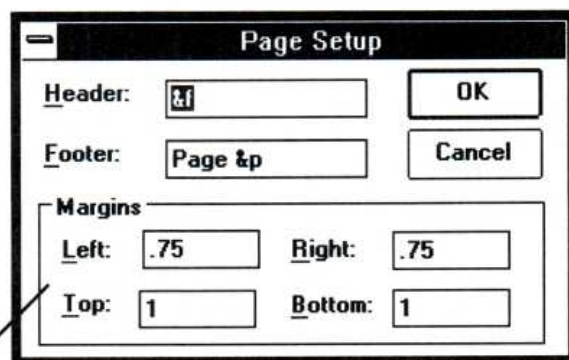 Page Setup
Header: &f OK
Footer: Page &p Cancel
Margins
Left: .75 Right: .75
Top: 1 Bottom: 1